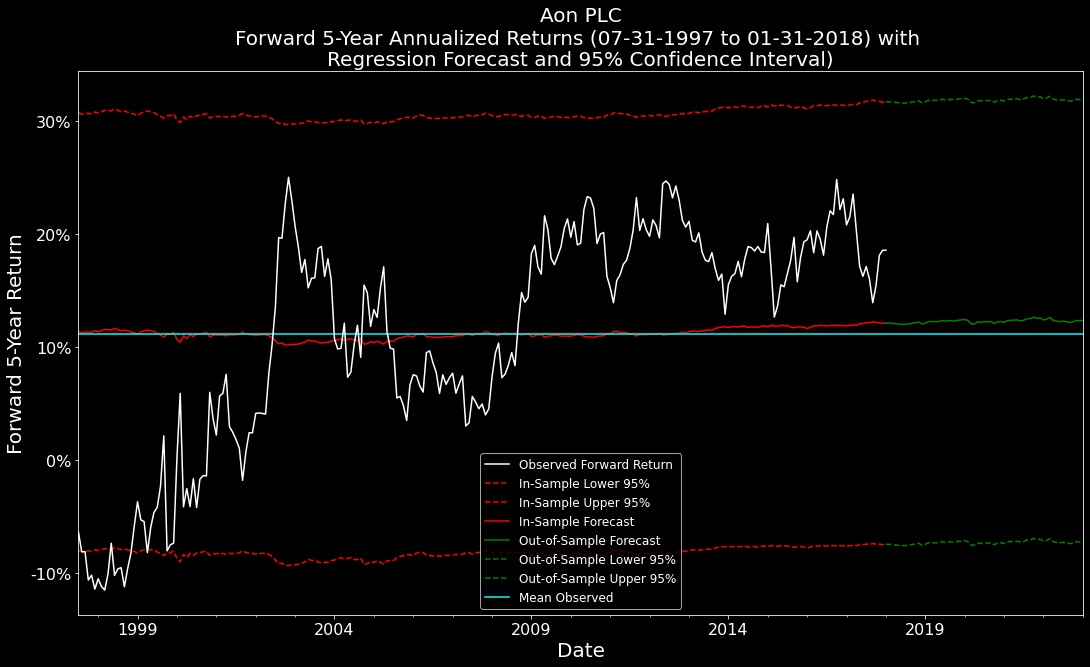 Aon PLC
Forward 5-Year Annualized Returns (07-31-1997 to 01-31-2018) with
Regression Forecast and 95% Confidence Interval)
Forward 5-Year Return
30%
20%
10%
0%
-10%
Observed Forward Return
In-Sample Lower 95%
In-Sample Upper 95%
In-Sample Forecast
Out-of-Sample Forecast
Out-of-Sample Lower 95%
Out-of-Sample Upper 95%
Mean Observed
1999 2004 2009 2014 2019
Date